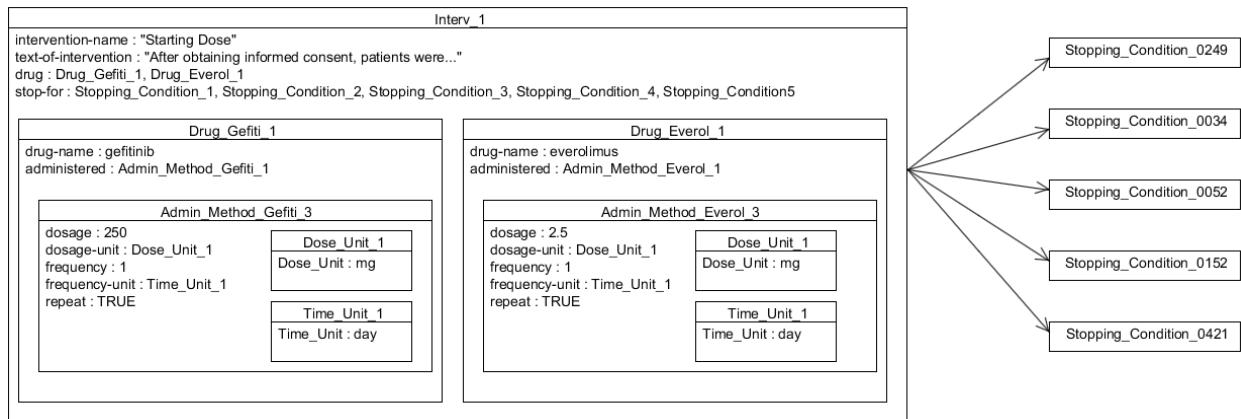 Interv_1
intervention-name : "Starting Dose"
text-of-intervention : "After obtaining informed consent, patients were..."
drug : Drug_Gefiti_1, Drug_Everol_1
stop-for : Stopping_Condition_1, Stopping_Condition_2, Stopping_Condition_3, Stopping_Condition_4, Stopping_Condition5
Drug_Gefiti_1
drug-name : gefitinib
administered : Admin_Method_Gefiti_1
Admin_Method_Gefiti_3
dosage : 250
dosage-unit : Dose_Unit_1
frequency : 1
frequency-unit : Time_Unit_1
repeat : TRUE
Dose_Unit_1
Dose_Unit : mg
Time_Unit_1
Time_Unit : day
Drug_Everol_1
drug-name : everolimus
administered : Admin_Method_Everol_1
Admin_Method_Everol_3
dosage : 2.5
dosage-unit : Dose_Unit_1
frequency : 1
frequency-unit : Time_Unit_1
repeat : TRUE
Dose_Unit_1
Dose_Unit : mg
Time_Unit_1
Time_Unit : day
Stopping_Condition_0249
Stopping_Condition_0034
Stopping_Condition_0052
Stopping_Condition_0152
Stopping_Condition_0421